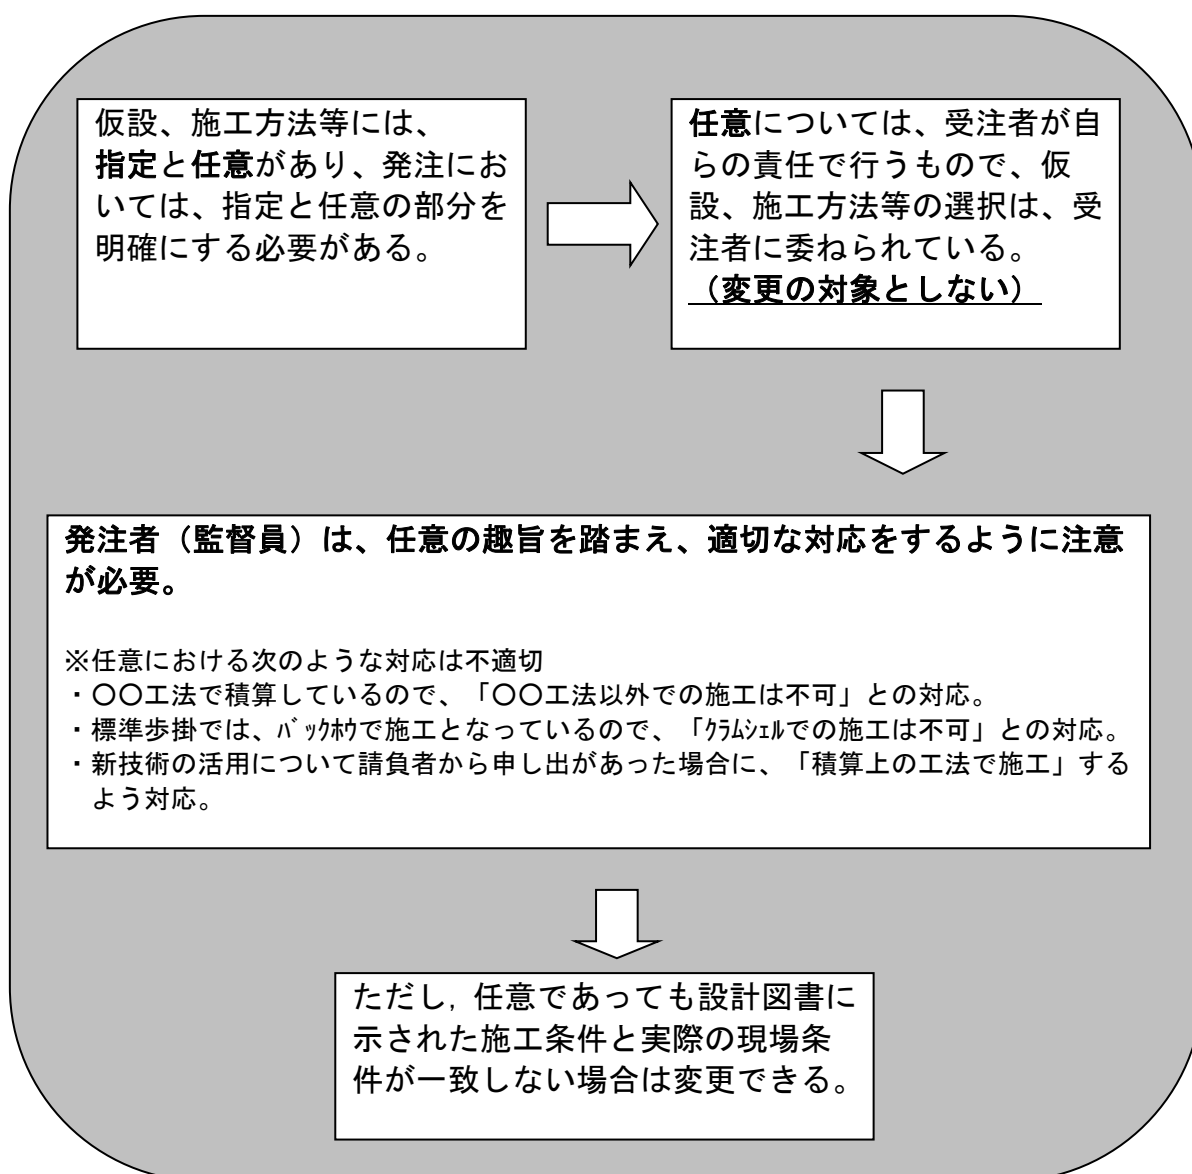 仮設、施工方法等には、
指定と任意があり、発注にお
いては、指定と任意の部分を
明確にする必要がある。
任意については、受注者が自
らの責任で行うもので、仮
設、施工方法等の選択は、受
注者に委ねられている。
（変更の対象としない）
発注者（監督員）は、任意の趣旨を踏まえ、適切な対応をするように注意
が必要。
※任意における次のような対応は不適切
・〇〇工法で積算しているので、「〇〇工法以外での施工は不可」との対応。
・標準歩掛では、ﾊﾞｯｸﾎｳで施工となっているので、「ｸﾗﾑｼｪﾙでの施工は不可」との対応。
・新技術の活用について請負者から申し出があった場合に、「積算上の工法で施工」する
よう対応。
ただし，任意であっても設計図書に
示された施工条件と実際の現場条
件が一致しない場合は変更できる。